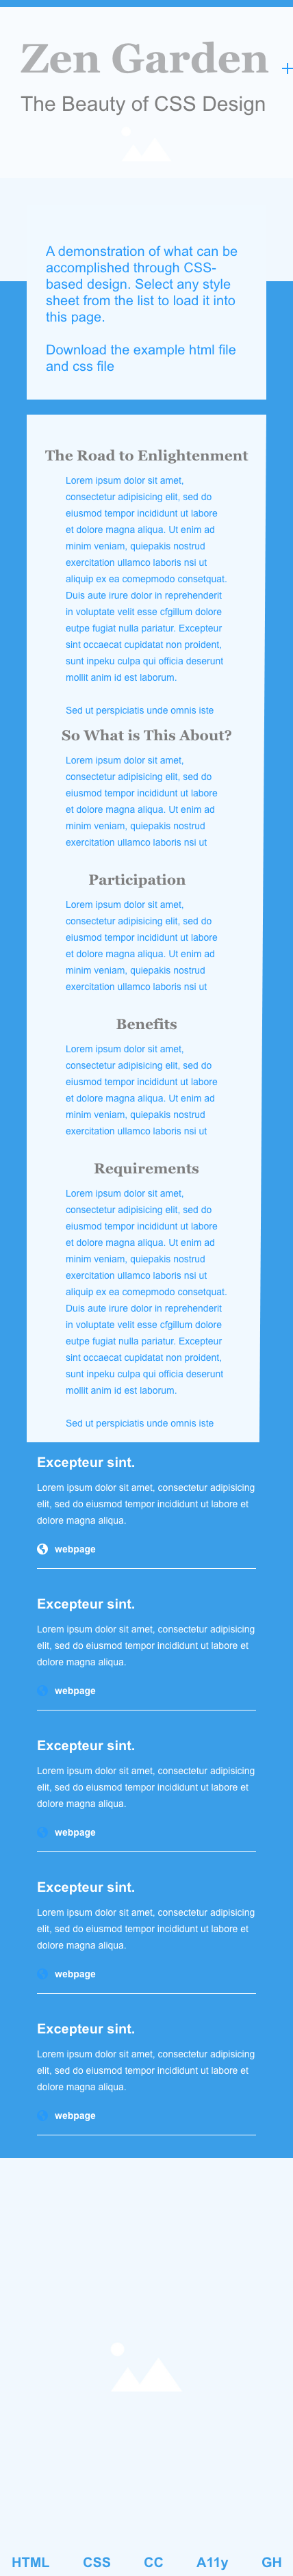 Zen Garden
The Beauty of CSS Design
A demonstration of what can be
accomplished through CSS-
based design. Select any style
sheet from the list to load it into
this page.
Download the example html file
and css file
The Road to Enlightenment
Lorem ipsum dolor sit amet,
consectetur adipisicing elit, sed do
eiusmod tempor incididunt ut labore
et dolore magna aliqua. Ut enim ad
minim veniam, quiepakis nostrud
exercitation ullamco laboris nsi ut
aliquip ex ea comepmodo consetquat.
Duis aute irure dolor in reprehenderit
in voluptate velit esse cfgillum dolore
eutpe fugiat nulla pariatur. Excepteur
sint occaecat cupidatat non proident,
sunt inpeku culpa qui officia deserunt
mollit anim id est laborum.
Sed ut perspiciatis unde omnis iste
So What is This About?
Lorem ipsum dolor sit amet,
consectetur adipisicing elit, sed do
eiusmod tempor incididunt ut labore
et dolore magna aliqua. Ut enim ad
minim veniam, quiepakis nostrud
exercitation ullamco laboris nsi ut
Participation
Lorem ipsum dolor sit amet,
consectetur adipisicing elit, sed do
eiusmod tempor incididunt ut labore
et dolore magna aliqua. Ut enim ad
minim veniam, quiepakis nostrud
exercitation ullamco laboris nsi ut
Benefits
Lorem ipsum dolor sit amet,
consectetur adipisicing elit, sed do
eiusmod tempor incididunt ut labore
et dolore magna aliqua. Ut enim ad
minim veniam, quiepakis nostrud
exercitation ullamco laboris nsi ut
Requirements
Lorem ipsum dolor sit amet,
consectetur adipisicing elit, sed do
eiusmod tempor incididunt ut labore
et dolore magna aliqua. Ut enim ad
minim veniam, quiepakis nostrud
exercitation ullamco laboris nsi ut
aliquip ex ea comepmodo consetquat.
Duis aute irure dolor in reprehenderit
in voluptate velit esse cfgillum dolore
eutpe fugiat nulla pariatur. Excepteur
sint occaecat cupidatat non proident,
sunt inpeku culpa qui officia deserunt
mollit anim id est laborum.
Sed ut perspiciatis unde omnis iste
Excepteur sint.
Lorem ipsum dolor sit amet, consectetur adipisicing
elit, sed do eiusmod tempor incididunt ut labore et
dolore magna aliqua.
webpage
Excepteur sint.
Lorem ipsum dolor sit amet, consectetur adipisicing
elit, sed do eiusmod tempor incididunt ut labore et
dolore magna aliqua.
webpage
Excepteur sint.
Lorem ipsum dolor sit amet, consectetur adipisicing
elit, sed do eiusmod tempor incididunt ut labore et
dolore magna aliqua.
webpage
Excepteur sint.
Lorem ipsum dolor sit amet, consectetur adipisicing
elit, sed do eiusmod tempor incididunt ut labore et
dolore magna aliqua.
webpage
Excepteur sint.
Lorem ipsum dolor sit amet, consectetur adipisicing
elit, sed do eiusmod tempor incididunt ut labore et
dolore magna aliqua.
webpage
HTML CSS CC A11y GH